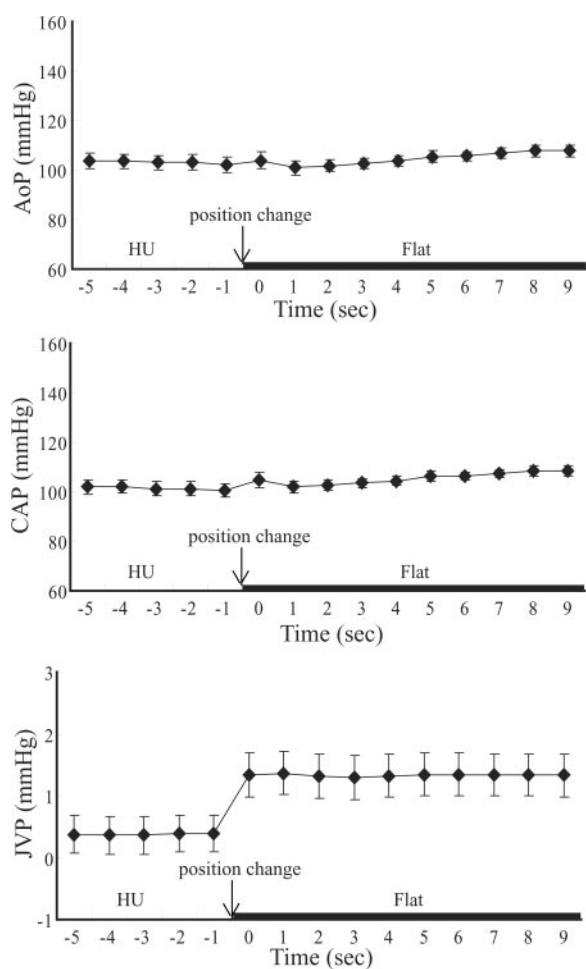 160
140
120
100
80
60
AoP (mmHg)
position change
HU Flat
-5 -4 -3 -2 -1 0 1 2 3 4 5 6 7 8 9
Time (sec)
160
140
120
100
80
60
CAP (mmHg)
position change
HU Flat
-5 -4 -3 -2 -1 0 1 2 3 4 5 6 7 8 9
Time (sec)
3
2
1
0
-1
JVP (mmHg)
position change
HU Flat
-5 -4 -3 -2 -1 0 1 2 3 4 5 6 7 8 9
Time (sec)